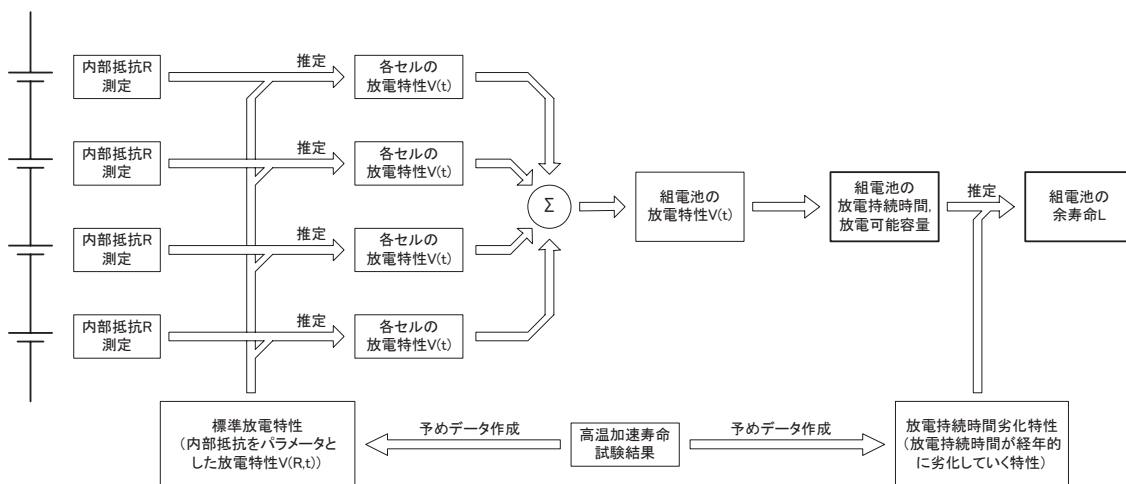 内部抵抗R
測定
推定
各セルの
放電特性V(t)
内部抵抗R
測定
推定
各セルの
放電特性V(t)
内部抵抗R
測定
推定
各セルの
放電特性V(t)
内部抵抗R
測定
推定
各セルの
放電特性V(t)
Σ
組電池の
放電特性V(t)
組電池の
放電持続時間,
放電可能容量
推定
組電池の
余寿命L
標準放電特性
(内部抵抗をパラメータと
した放電特性V(R,t))
予めデータ作成
高温加速寿命
試験結果
予めデータ作成
放電持続時間劣化特性
(放電持続時間が経年的
に劣化していく特性)